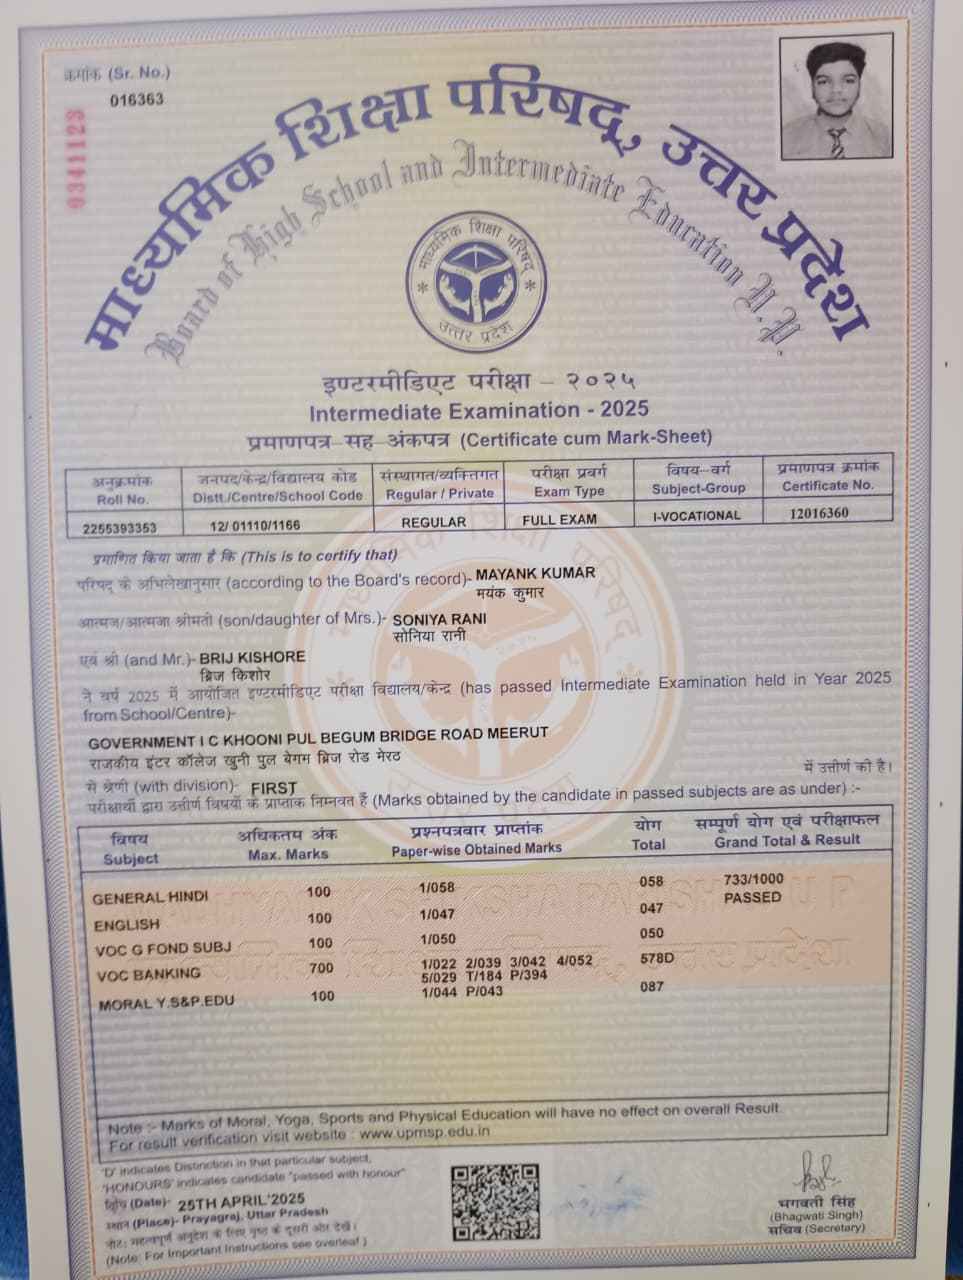 क्रमांक (Sr. No.)
016363
0341123
माध्यमिक शिक्षा परिषद्, उत्तर प्रदेश
Board of High School and Intermediate Education U.P.
माध्यमिक शिक्षा परिषद्
उत्तर प्रदेश
इण्टरमीडिएट परीक्षा – २०२५
Intermediate Examination - 2025
प्रमाणपत्र–सह–अंकपत्र (Certificate cum Mark-Sheet)
अनुक्रमांक जनपद/केन्द्र/विद्यालय कोड संस्थागत/व्यक्तिगत परीक्षा प्रवर्ग विषय–वर्ग प्रमाणपत्र क्रमांक
Roll No. Distt./Centre/School Code Regular / Private Exam Type Subject-Group Certificate No.
2255393353 12/ 01110/1166 REGULAR FULL EXAM I-VOCATIONAL 12016360
प्रमाणित किया जाता है कि (This is to certify that)
परिषद् के अभिलेखानुसार (according to the Board's record)- MAYANK KUMAR
मयंक कुमार
आत्मज/आत्मजा श्रीमती (son/daughter of Mrs.)- SONIYA RANI
सोनिया रानी
एवं श्री (and Mr.)- BRIJ KISHORE
ब्रिज किशोर
ने वर्ष 2025 में आयोजित इण्टरमीडिएट परीक्षा विद्यालय/केन्द्र (has passed Intermediate Examination held in Year 2025
from School/Centre)-
GOVERNMENT I C KHOONI PUL BEGUM BRIDGE ROAD MEERUT
राजकीय इंटर कॉलेज खुनी पुल बेगम ब्रिज रोड मेरठ
में उत्तीर्ण की है।
से श्रेणी (with division)- FIRST
परीक्षार्थी द्वारा उत्तीर्ण विषयों के प्राप्तांक निम्नवत हैं (Marks obtained by the candidate in passed subjects are as under) :-
विषय अधिकतम अंक प्रश्नपत्रवार प्राप्तांक योग सम्पूर्ण योग एवं परीक्षाफल
Subject Max. Marks Paper-wise Obtained Marks Total Grand Total & Result
GENERAL HINDI 100 1/058 058 733/1000
PASSED
ENGLISH 100 1/047 047
VOC G FOND SUBJ 100 1/050 050
VOC BANKING 700 1/022 2/039 3/042 4/052 578D
5/029 T/184 P/394
MORAL Y.S&P.EDU 100 1/044 P/043 087
Note :- Marks of Moral, Yoga, Sports and Physical Education will have no effect on overall Result.
For result verification visit website : www.upmsp.edu.in
'D' indicates Distinction in that particular subject,
'HONOURS' indicates candidate "passed with honour"
(Date)- 25TH APRIL'2025
स्थान (Place)- Prayagraj, Uttar Pradesh
नोट: महत्वपूर्ण अनुदेश के लिए पृष्ठ के दूसरी ओर देखें।
(Note: For Important Instructions see overleaf )
भगवती सिंह
(Bhagwati Singh)
सचिव (Secretary)